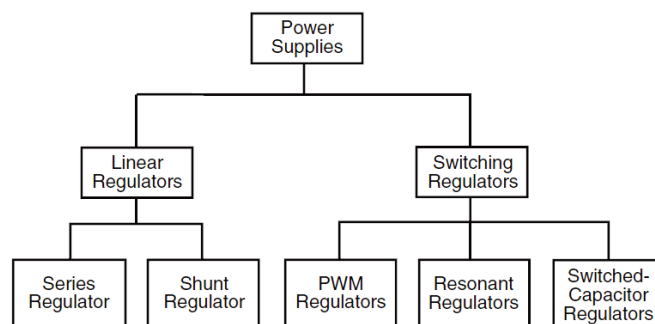 Power
Supplies
Linear
Regulators
Switching
Regulators
Series
Regulator
Shunt
Regulator
PWM
Regulators
Resonant
Regulators
Switched-
Capacitor
Regulators